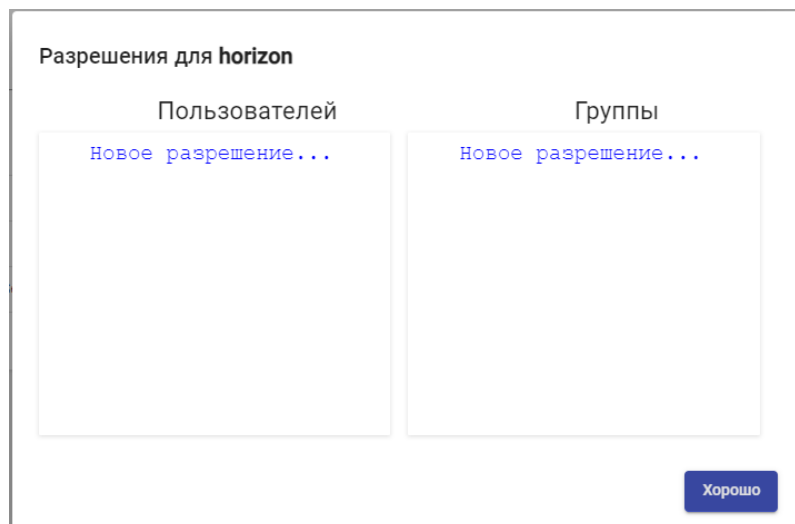 Разрешения для horizon
Пользователей
Группы
Новое разрешение...
Новое разрешение...
Хорошо